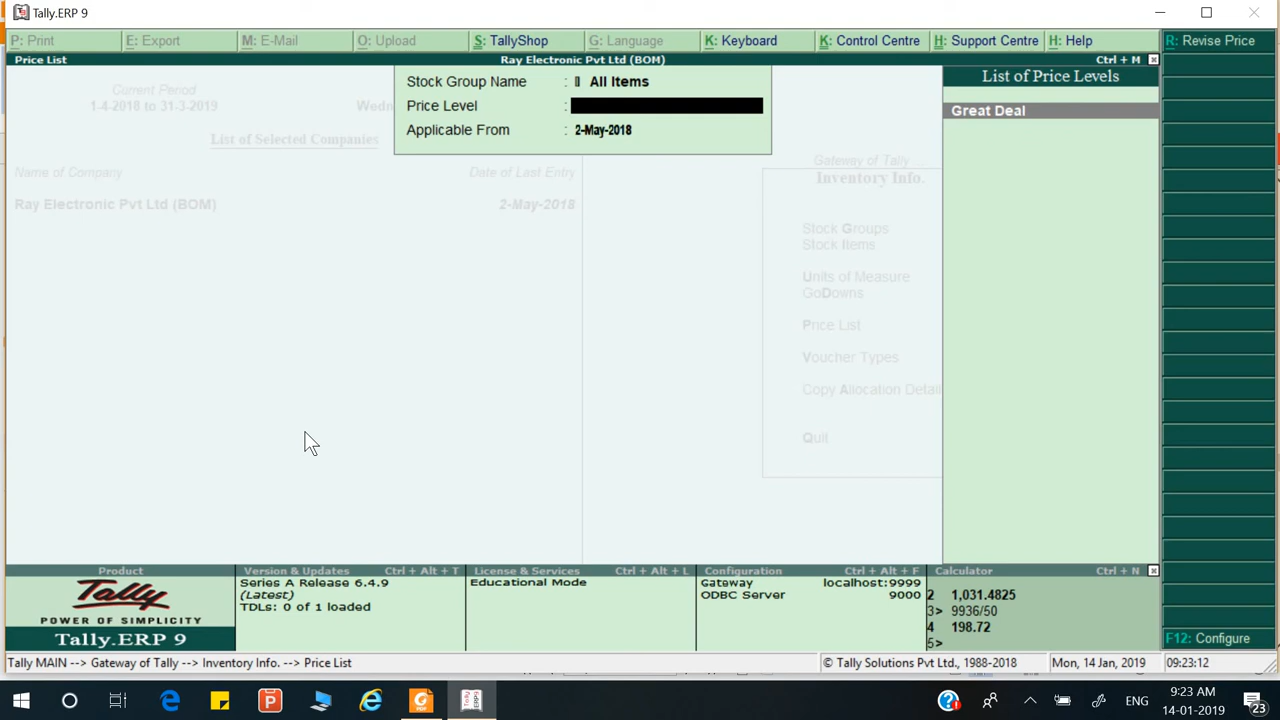 Tally.ERP 9
P: Print
E: Export
M: E-Mail
O: Upload
S: TallyShop
G: Language
K: Keyboard
K: Control Centre
H: Support Centre
H: Help
R: Revise Price
Price List
Ray Electronic Pvt Ltd (BOM)
Ctrl + M
Stock Group Name : All Items
Price Level :
Applicable From : 2-May-2018
List of Price Levels
Great Deal
Current Period
1-4-2018 to 31-3-2019
Wedn
List of Selected Companies
Name of Company
Date of Last Entry
Ray Electronic Pvt Ltd (BOM)
2-May-2018
Gateway of Tally ...
Inventory Info.
Stock Groups
Stock Items
Units of Measure
GoDowns
Price List
Voucher Types
Copy Allocation Detail
Quit
Product
Tally
POWER OF SIMPLICITY
Tally.ERP 9
Version & Updates Ctrl + Alt + T
Series A Release 6.4.9
(Latest)
TDLs: 0 of 1 loaded
License & Services Ctrl + Alt + L
Educational Mode
Configuration Ctrl + Alt + F
Gateway localhost:9999
ODBC Server 9000
Calculator Ctrl + N
2 1,031.4825
3> 9936/50
4 198.72
5>
F12: Configure
Tally MAIN --> Gateway of Tally --> Inventory Info. --> Price List
© Tally Solutions Pvt Ltd., 1988-2018
Mon, 14 Jan, 2019
09:23:12
ENG
9:23 AM
14-01-2019
23